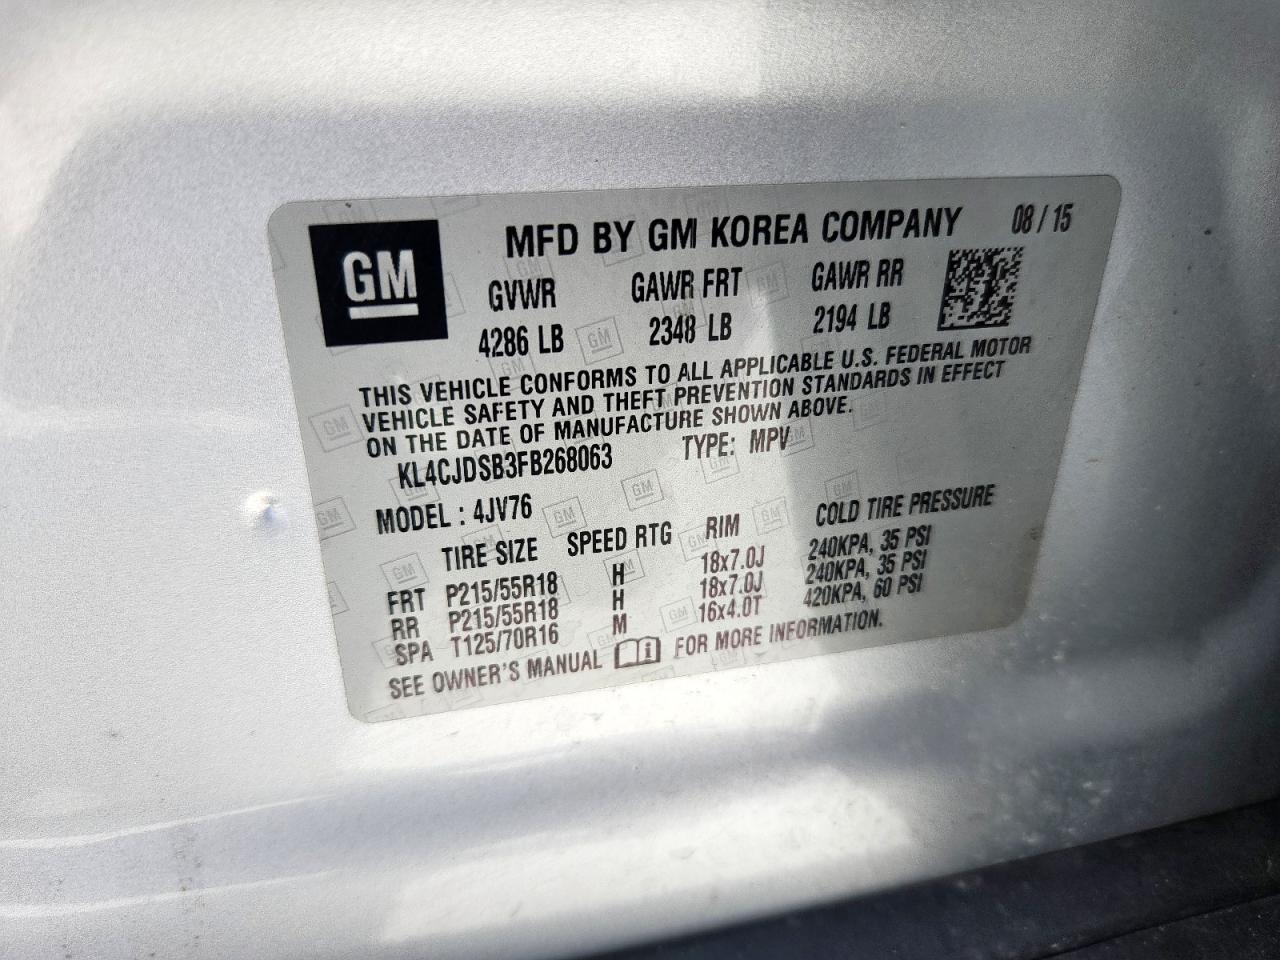 GM
MFD BY GM KOREA COMPANY 08 / 15
GVWR GAWR FRT GAWR RR
4286 LB 2348 LB 2194 LB
THIS VEHICLE CONFORMS TO ALL APPLICABLE U.S. FEDERAL MOTOR
VEHICLE SAFETY AND THEFT PREVENTION STANDARDS IN EFFECT
ON THE DATE OF MANUFACTURE SHOWN ABOVE.
KL4CJDSB3FB268063 TYPE: MPV
MODEL : 4JV76
TIRE SIZE SPEED RTG RIM COLD TIRE PRESSURE
FRT P215/55R18 H 18x7.0J 240KPA, 35 PSI
RR P215/55R18 H 18x7.0J 240KPA, 35 PSI
SPA T125/70R16 M 16x4.0T 420KPA, 60 PSI
SEE OWNER'S MANUAL i FOR MORE INFORMATION.